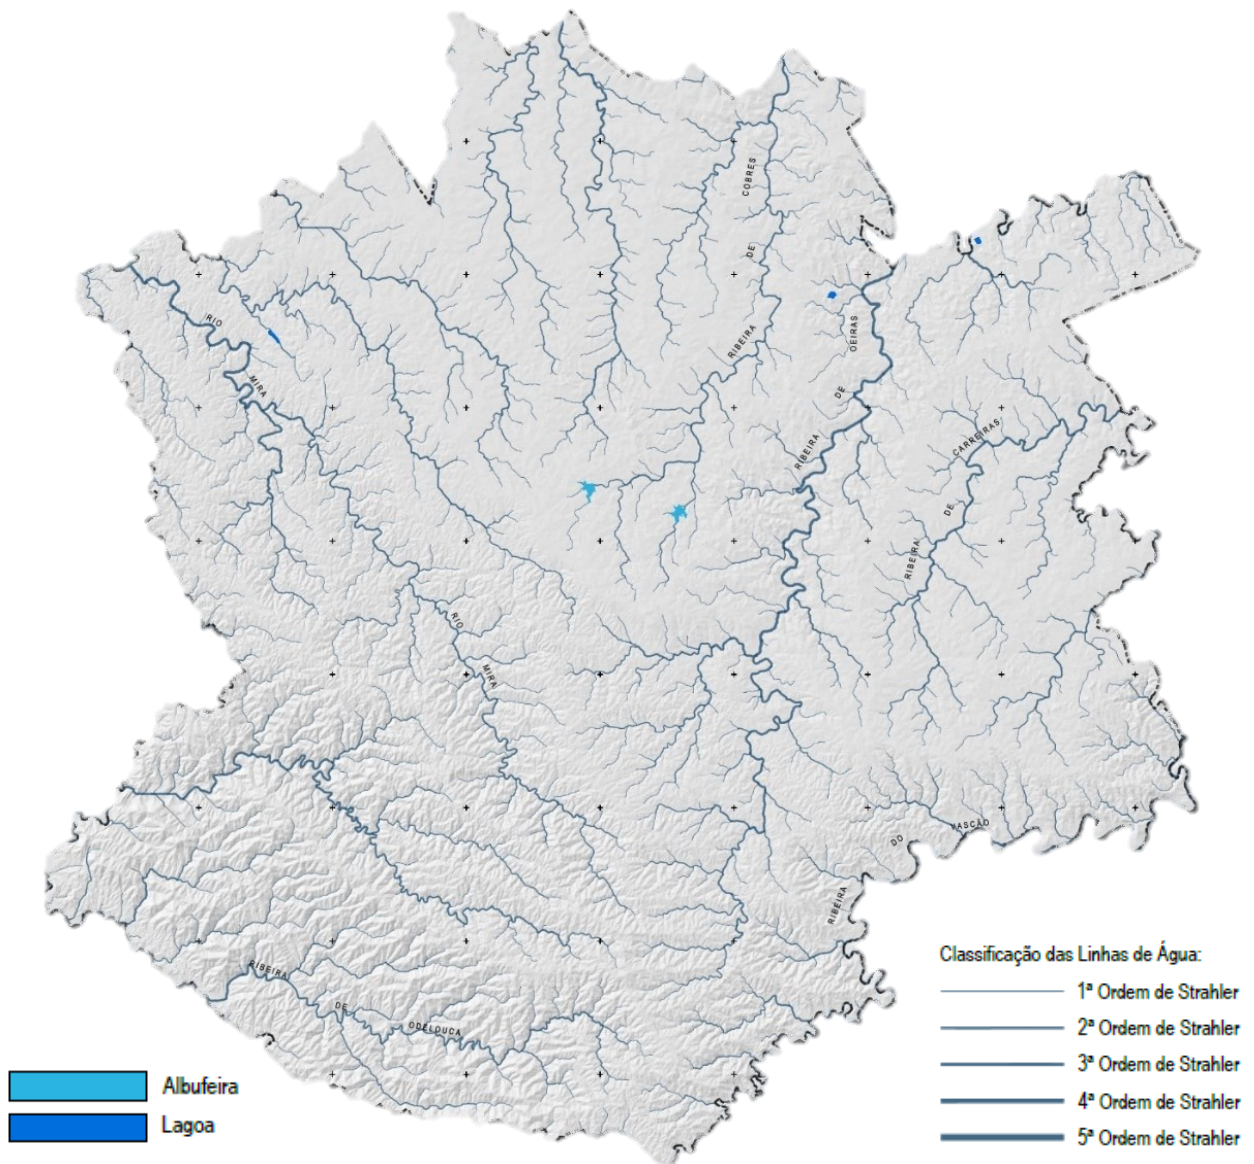 COBRES
DE
RIBEIRA
RIO
MIRA
OEIRAS
DE
RIBEIRA
CARREIRAS
DE
RIBEIRA
RIO
MIRA
VASCÃO
DO
RIBEIRA
RIBEIRA
DE
ODELOUCA
Classificação das Linhas de Água:
1ª Ordem de Strahler
2ª Ordem de Strahler
3ª Ordem de Strahler
4ª Ordem de Strahler
5ª Ordem de Strahler
Albufeira
Lagoa